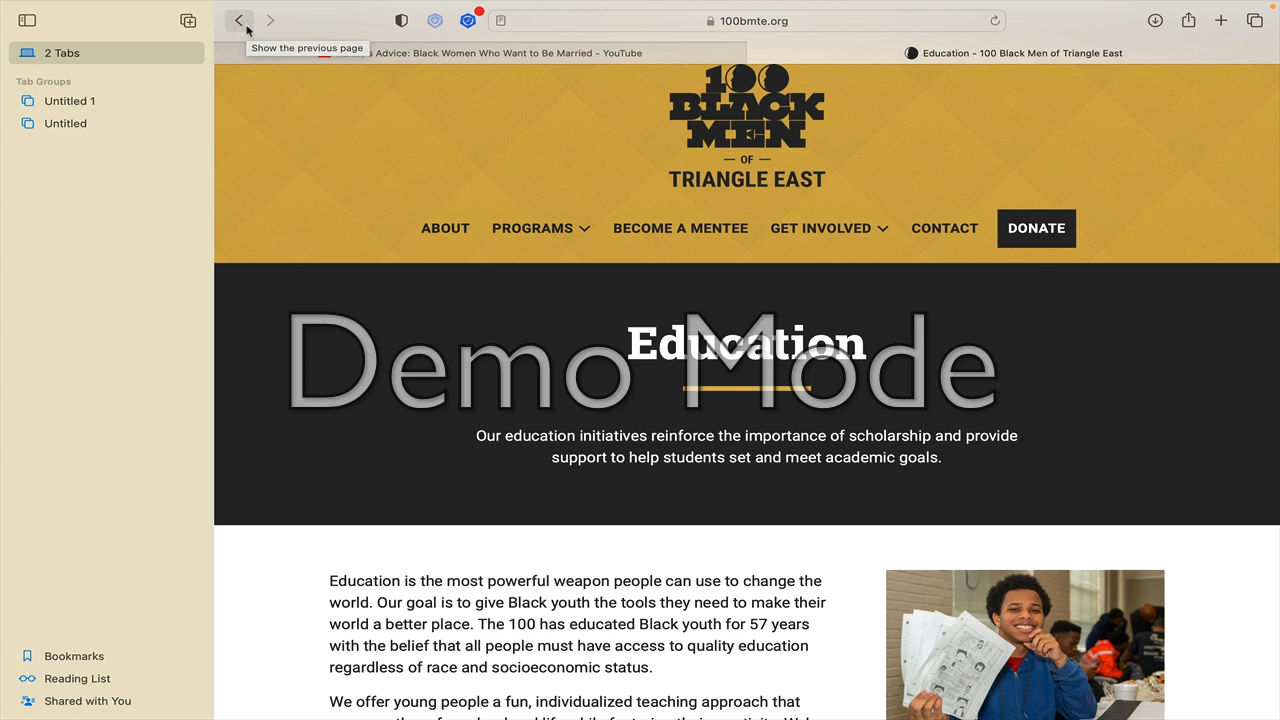 100bmte.org
Show the previous page
2 Tabs
Advice: Black Women Who Want to Be Married - YouTube
Education - 100 Black Men of Triangle East
Tab Groups
Untitled 1
Untitled
100
BLACK
MEN
— OF —
TRIANGLE EAST
ABOUT PROGRAMS BECOME A MENTEE GET INVOLVED CONTACT DONATE
Education
Demo Mode
Our education initiatives reinforce the importance of scholarship and provide
support to help students set and meet academic goals.
Education is the most powerful weapon people can use to change the
world. Our goal is to give Black youth the tools they need to make their
world a better place. The 100 has educated Black youth for 57 years
with the belief that all people must have access to quality education
regardless of race and socioeconomic status.
We offer young people a fun, individualized teaching approach that
Bookmarks
Reading List
Shared with You